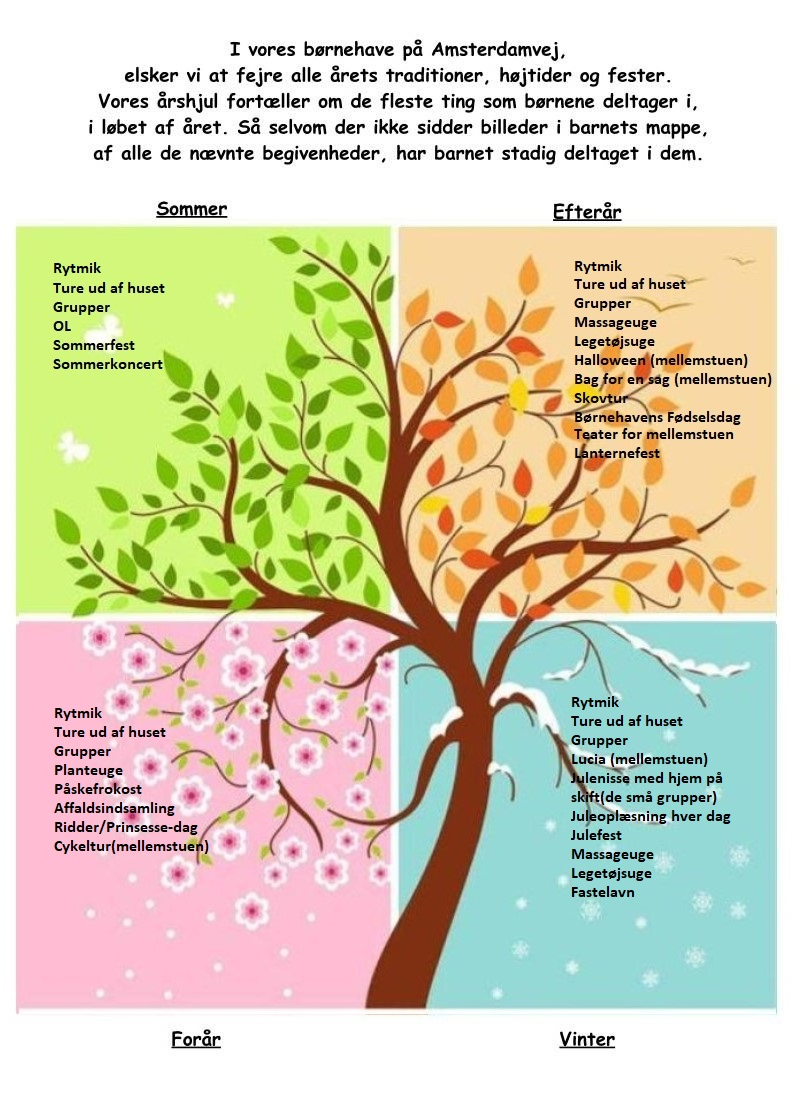 I vores børnehave på Amsterdamvej,
elsker vi at fejre alle årets traditioner, højtider og fester.
Vores årshjul fortæller om de fleste ting som børnene deltager i,
i løbet af året. Så selvom der ikke sidder billeder i barnets mappe,
af alle de nævnte begivenheder, har barnet stadig deltaget i dem.
Sommer
Rytmik
Ture ud af huset
Grupper
OL
Sommerfest
Sommerkoncert
Efterår
Rytmik
Ture ud af huset
Grupper
Massageuge
Legetøjsuge
Halloween (mellemstuen)
Bag for en sag (mellemstuen)
Skovtur
Børnehavens Fødselsdag
Teater for mellemstuen
Lanternefest
Rytmik
Ture ud af huset
Grupper
Planteuge
Påskefrokost
Affaldsindsamling
Ridder/Prinsesse-dag
Cykeltur(mellemstuen)
Forår
Rytmik
Ture ud af huset
Grupper
Lucia (mellemstuen)
Julenisse med hjem på
skift(de små grupper)
Juleoplæsning hver dag
Julefest
Massageuge
Legetøjsuge
Fastelavn
Vinter